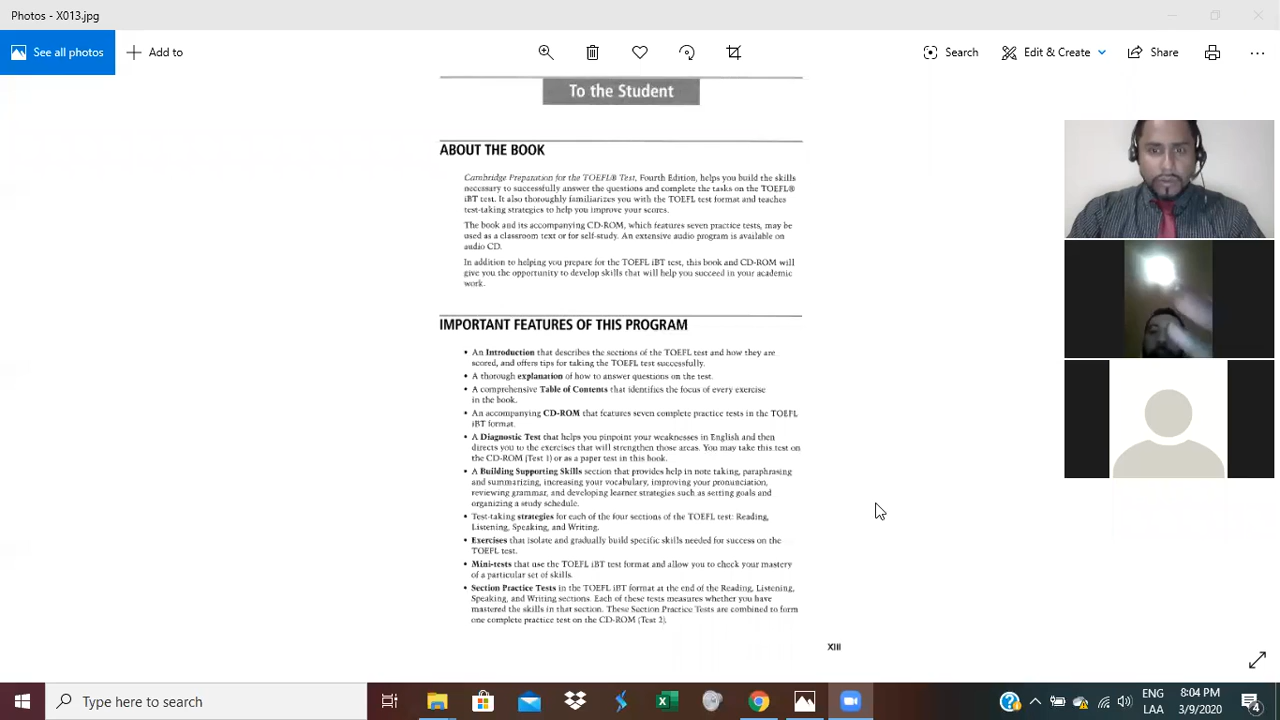 Photos - X013.jpg
See all photos
Add to
Search
Edit & Create
Share
To the Student
ABOUT THE BOOK
Cambridge Preparation for the TOEFL® Test, Fourth Edition, helps you build the skills
necessary to successfully answer the questions and complete the tasks on the TOEFL®
iBT test. It also thoroughly familiarizes you with the TOEFL test format and teaches
test-taking strategies to help you improve your scores.
The book and its accompanying CD-ROM, which features seven practice tests, may be
used as a classroom text or for self-study. An extensive audio program is available on
audio CD.
In addition to helping you prepare for the TOEFL iBT test, this book and CD-ROM will
give you the opportunity to develop skills that will help you succeed in your academic
work.
IMPORTANT FEATURES OF THIS PROGRAM
• An Introduction that describes the sections of the TOEFL test and how they are
scored, and offers tips for taking the TOEFL test successfully.
• A thorough explanation of how to answer questions on the test.
• A comprehensive Table of Contents that identifies the focus of every exercise
in the book.
• An accompanying CD-ROM that features seven complete practice tests in the TOEFL
iBT format.
• A Diagnostic Test that helps you pinpoint your weaknesses in English and then
directs you to the exercises that will strengthen those areas. You may take this test on
the CD-ROM (Test 1) or as a paper test in this book.
• A Building Supporting Skills section that provides help in note taking, paraphrasing
and summarizing, increasing your vocabulary, improving your pronunciation,
reviewing grammar, and developing learner strategies such as setting goals and
organizing a study schedule.
• Test-taking strategies for each of the four sections of the TOEFL test: Reading,
Listening, Speaking, and Writing.
• Exercises that isolate and gradually build specific skills needed for success on the
TOEFL test.
• Mini-tests that use the TOEFL iBT test format and allow you to check your mastery
of a particular set of skills.
• Section Practice Tests in the TOEFL iBT format at the end of the Reading, Listening,
Speaking, and Writing sections. Each of these tests measures whether you have
mastered the skills in that section. These Section Practice Tests are combined to form
one complete practice test on the CD-ROM (Test 2).
XIII
Type here to search
ENG
LAA
8:04 PM
3/9/2020
4